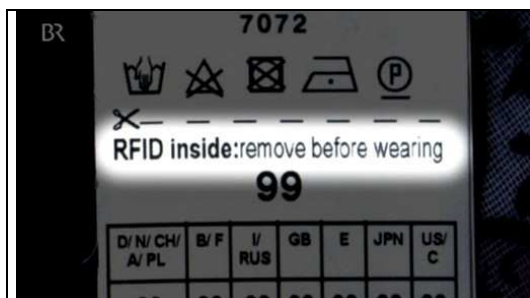 BR
7072
P
RFID inside:remove before wearing
99
D/ N/ CH/ A/ PL B/ F I/ RUS GB E JPN US/ C